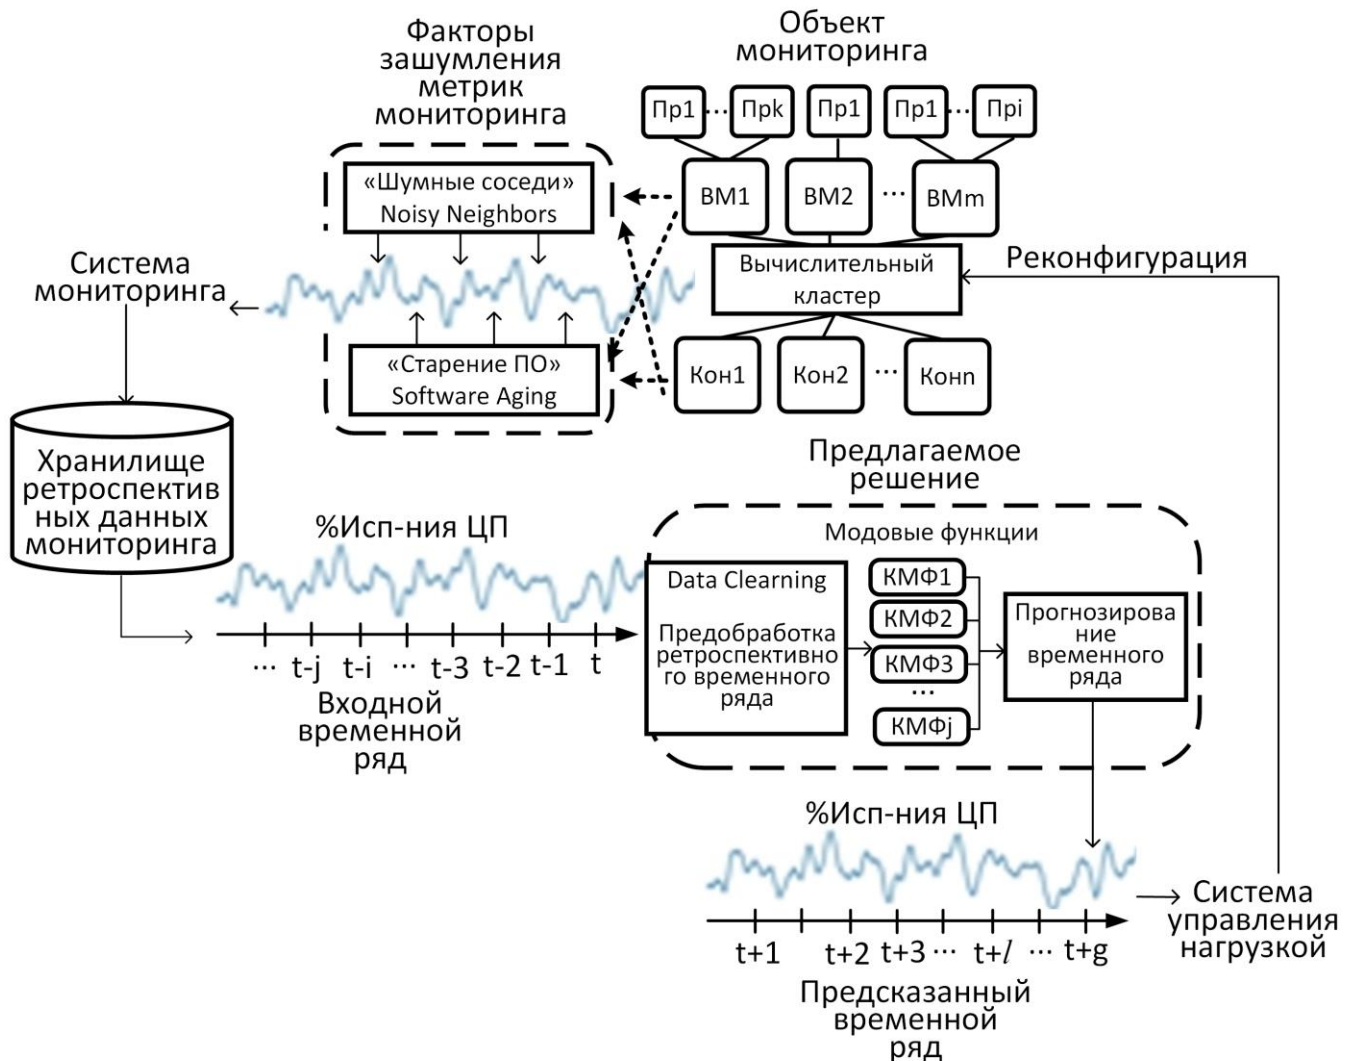 Факторы
зашумления
метрик
мониторинга
Объект
мониторинга
Пр1 ... Прk Пр1 Пр1 ... Прi
«Шумные соседи»
Noisy Neighbors
ВМ1 ВМ2 ... ВМm
Система
мониторинга
Вычислительный
кластер
Реконфигурация
«Старение ПО»
Software Aging
Кон1 Кон2 ... Конn
Хранилище
ретроспектив
ных данных
мониторинга
%Исп-ния ЦП
... t-j t-i ... t-3 t-2 t-1 t
Входной
временной
ряд
Предлагаемое
решение
Модовые функции
Data Clearning
Предобработка
ретроспективно
го временного
ряда
КМФ1
КМФ2
КМФ3
...
КМФj
Прогнозирова
ние
временного
ряда
%Исп-ния ЦП
t+1 t+2 t+3 ... t+l ... t+g
Предсказанный
временной
ряд
Система
управления
нагрузкой